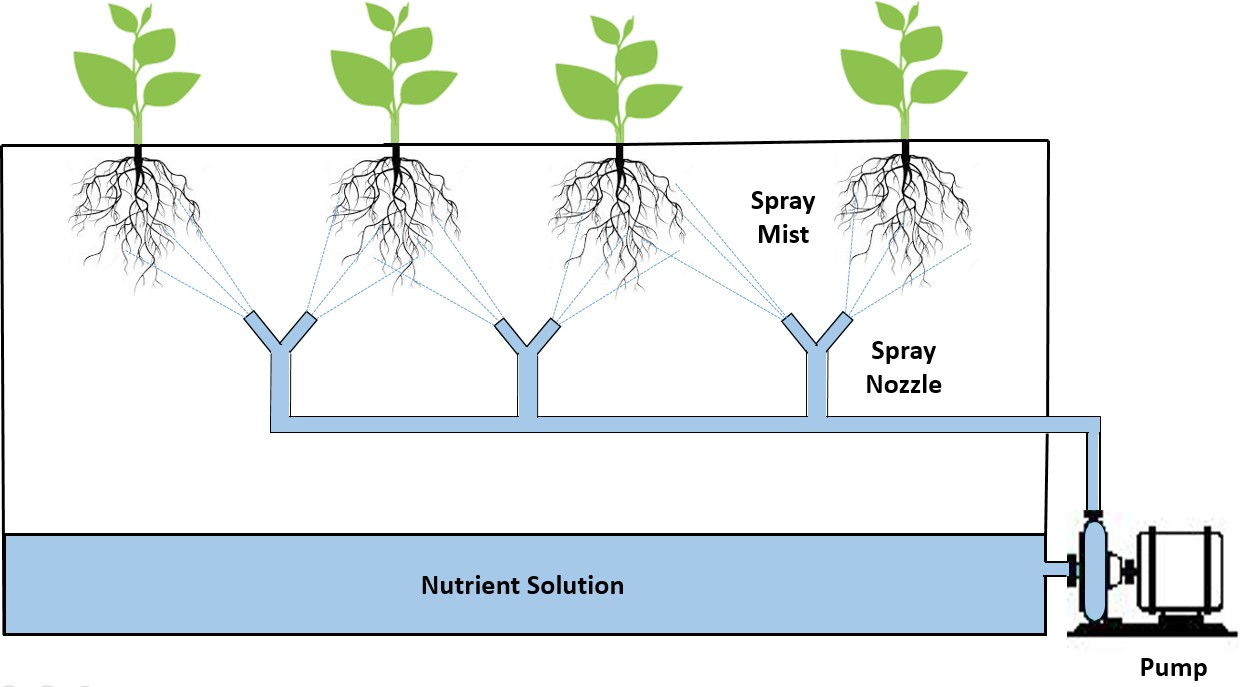 Spray
Mist
Spray
Nozzle
Nutrient Solution
Pump